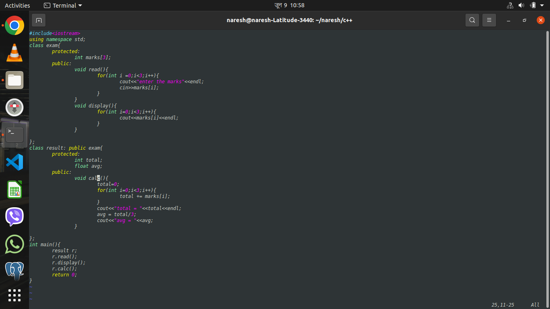 Activities Terminal जून 9 10:58
naresh@naresh-Latitude-3440: ~/naresh/c++
#include<iostream>
using namespace std;
class exam{
protected:
int marks[3];
public:
void read(){
for(int i =0;i<3;i++){
cout<<"enter the marks"<<endl;
cin>>marks[i];
}
}
void display(){
for(int i=0;i<3;i++){
cout<<marks[i]<<endl;
}
}
};
class result: public exam{
protected:
int total;
float avg;
public:
void calc(){
total=0;
for(int i=0;i<3;i++){
total += marks[i];
}
cout<<"total = "<<total<<endl;
avg = total/3;
cout<<"avg = "<<avg;
}
};
int main(){
result r;
r.read();
r.display();
r.calc();
return 0;
}
~
~
~
25,11-25 All